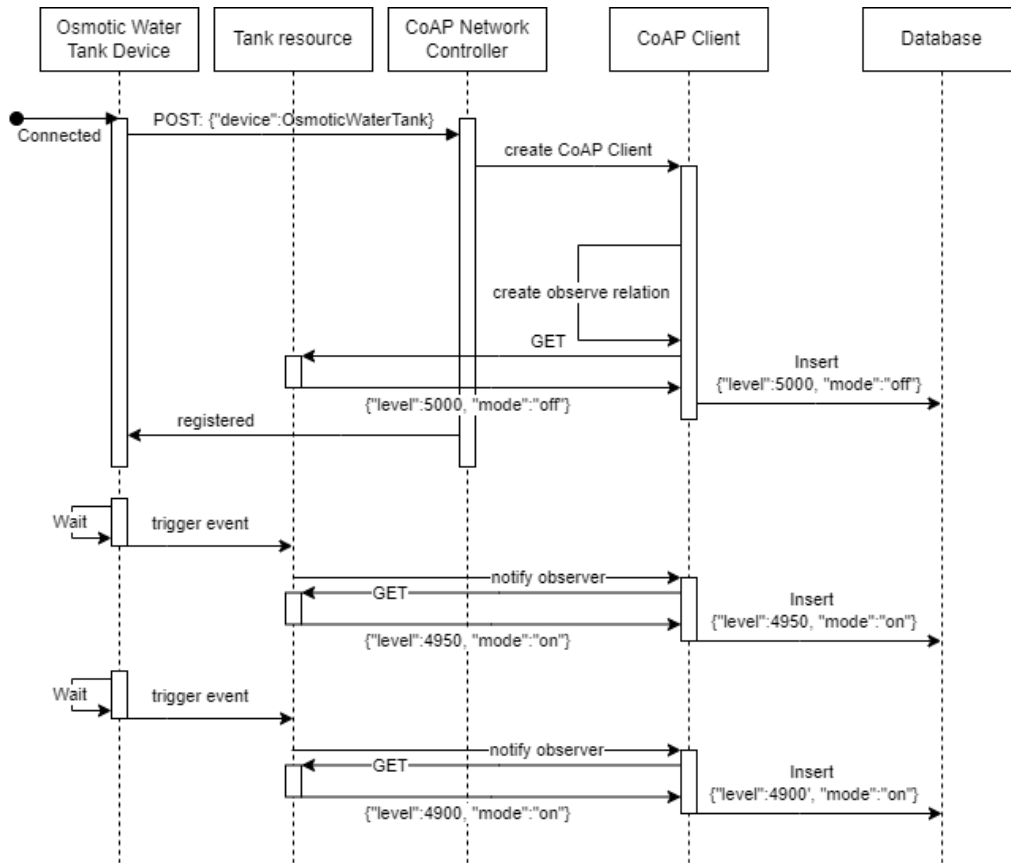 Osmotic Water
Tank Device
Tank resource
CoAP Network
Controller
CoAP Client
Database
Connected
POST: {"device":OsmoticWaterTank}
create CoAP Client
create observe relation
GET
Insert
{"level":5000, "mode":"off"}
{"level":5000, "mode":"off"}
registered
Wait
trigger event
notify observer
GET
Insert
{"level":4950, "mode":"on"}
{"level":4950, "mode":"on"}
Wait
trigger event
notify observer
GET
Insert
{"level":4900', "mode":"on"}
{"level":4900, "mode":"on"}